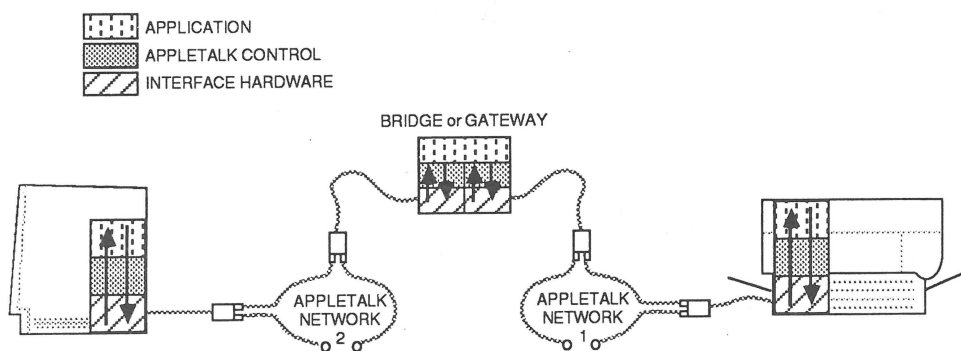 APPLICATION
APPLETALK CONTROL
INTERFACE HARDWARE
BRIDGE or GATEWAY
APPLETALK
NETWORK
2
APPLETALK
NETWORK
1